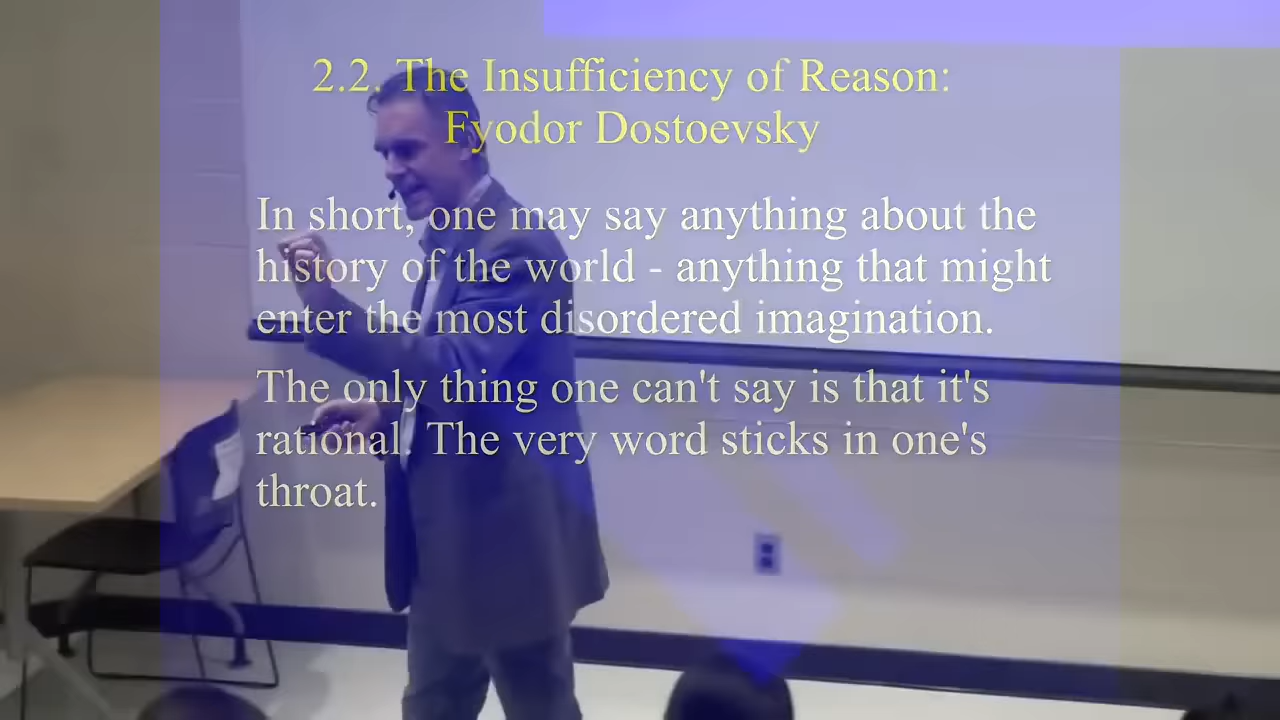 2.2. The Insufficiency of Reason:
Fyodor Dostoevsky
In short, one may say anything about the
history of the world - anything that might
enter the most disordered imagination.
The only thing one can't say is that it's
rational. The very word sticks in one's
throat.